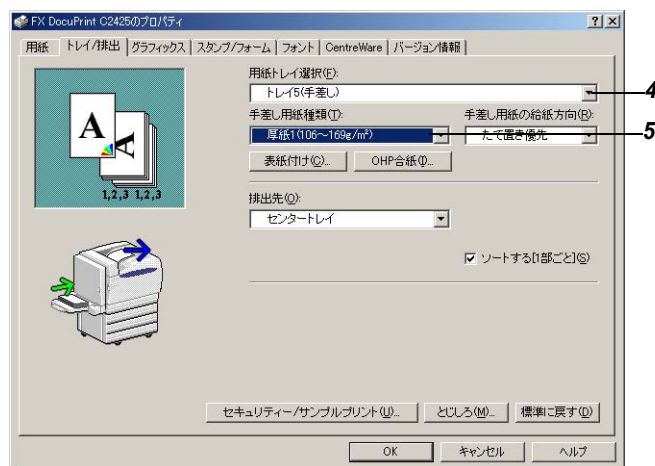 FX DocuPrint C2425のプロパティ
用紙 トレイ/排出 グラフィックス スタンプ/フォーム フォント CentreWare バージョン情報
用紙トレイ選択(F):
トレイ5(手差し)
4
手差し用紙種類(T):
手差し用紙の給紙方向(R):
厚紙1(106～169g/m²)
たて置き優先
5
表紙付け(C)...
OHP合紙(I)...
A
A
1,2,3 1,2,3
排出先(O):
センタートレイ
ソートする[1部ごと](S)
セキュリティー/サンプルプリント(U)...
とじしろ(M)...
標準に戻す(D)
OK
キャンセル
ヘルプ